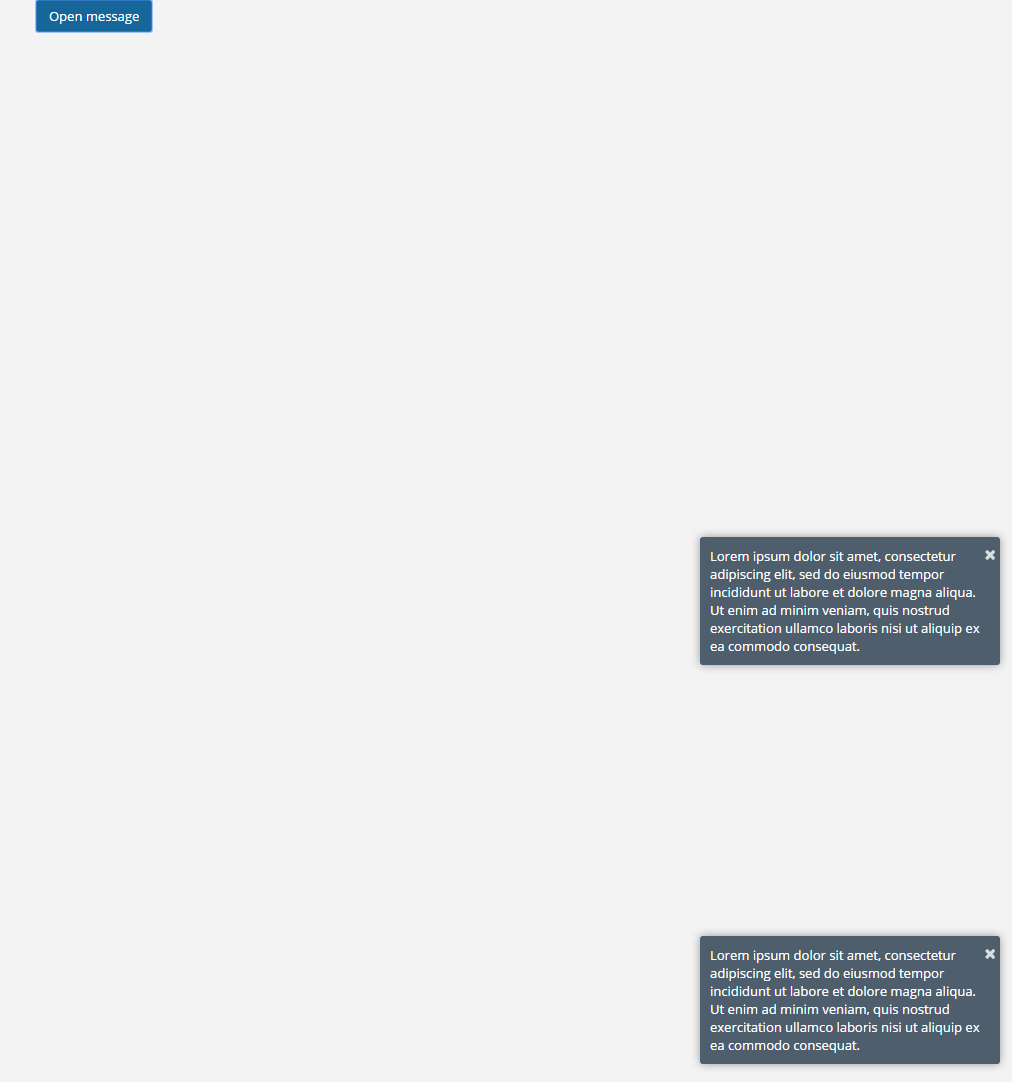 Open message
Lorem ipsum dolor sit amet, consectetur
adipiscing elit, sed do eiusmod tempor
incididunt ut labore et dolore magna aliqua.
Ut enim ad minim veniam, quis nostrud
exercitation ullamco laboris nisi ut aliquip ex
ea commodo consequat.
Lorem ipsum dolor sit amet, consectetur
adipiscing elit, sed do eiusmod tempor
incididunt ut labore et dolore magna aliqua.
Ut enim ad minim veniam, quis nostrud
exercitation ullamco laboris nisi ut aliquip ex
ea commodo consequat.